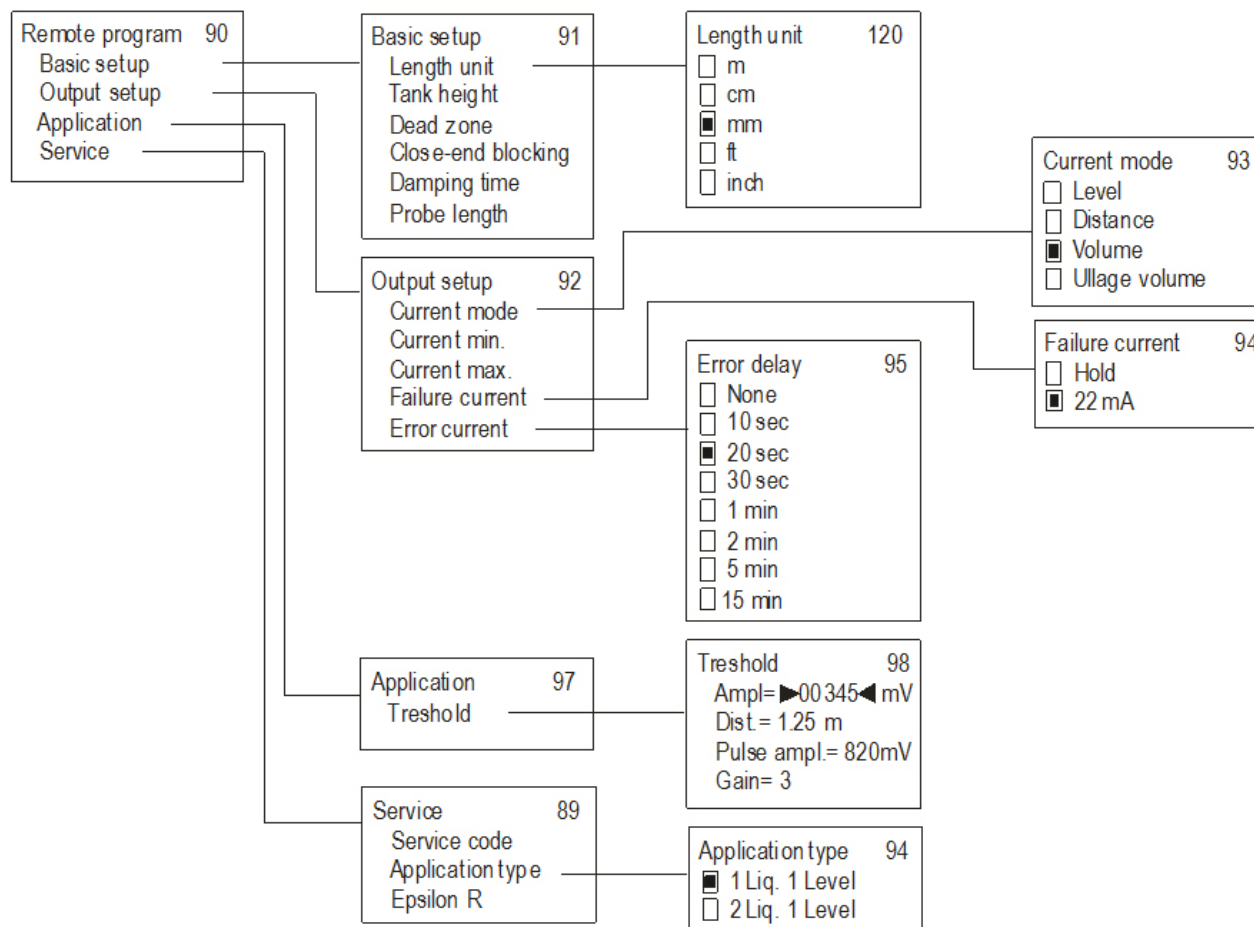 Remote program 90
Basic setup
Output setup
Application
Service
Basic setup 91
Length unit
Tank height
Dead zone
Close-end blocking
Damping time
Probe length
Length unit 120
m
cm
mm
ft
inch
Current mode 93
Level
Distance
Volume
Ullage volume
Output setup 92
Current mode
Current min.
Current max.
Failure current
Error current
Failure current 94
Hold
22 mA
Error delay 95
None
10 sec
20 sec
30 sec
1 min
2 min
5 min
15 min
Application 97
Treshold
Treshold 98
Ampl= ▶00345◀ mV
Dist.= 1.25 m
Pulse ampl.= 820mV
Gain= 3
Service 89
Service code
Application type
Epsilon R
Application type 94
1 Liq. 1 Level
2 Liq. 1 Level